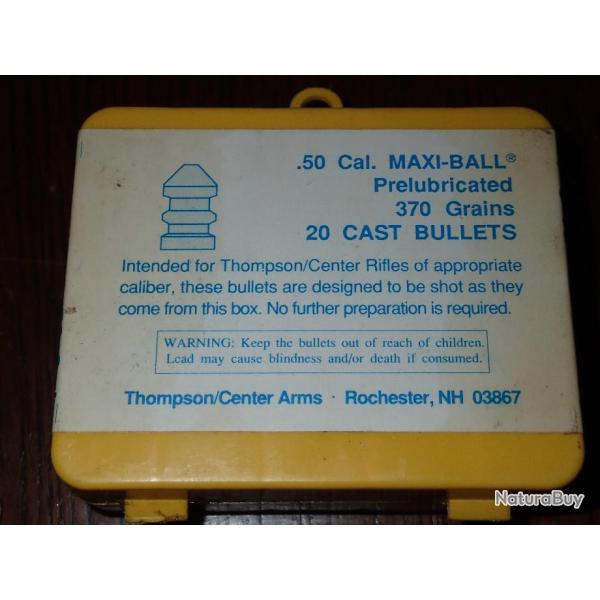 .50 Cal. MAXI-BALL®
Prelubricated
370 Grains
20 CAST BULLETS
Intended for Thompson/Center Rifles of appropriate
caliber, these bullets are designed to be shot as they
come from this box. No further preparation is required.
WARNING: Keep the bullets out of reach of children.
Lead may cause blindness and/or death if consumed.
Thompson/Center Arms · Rochester, NH 03867
NaturaBuy